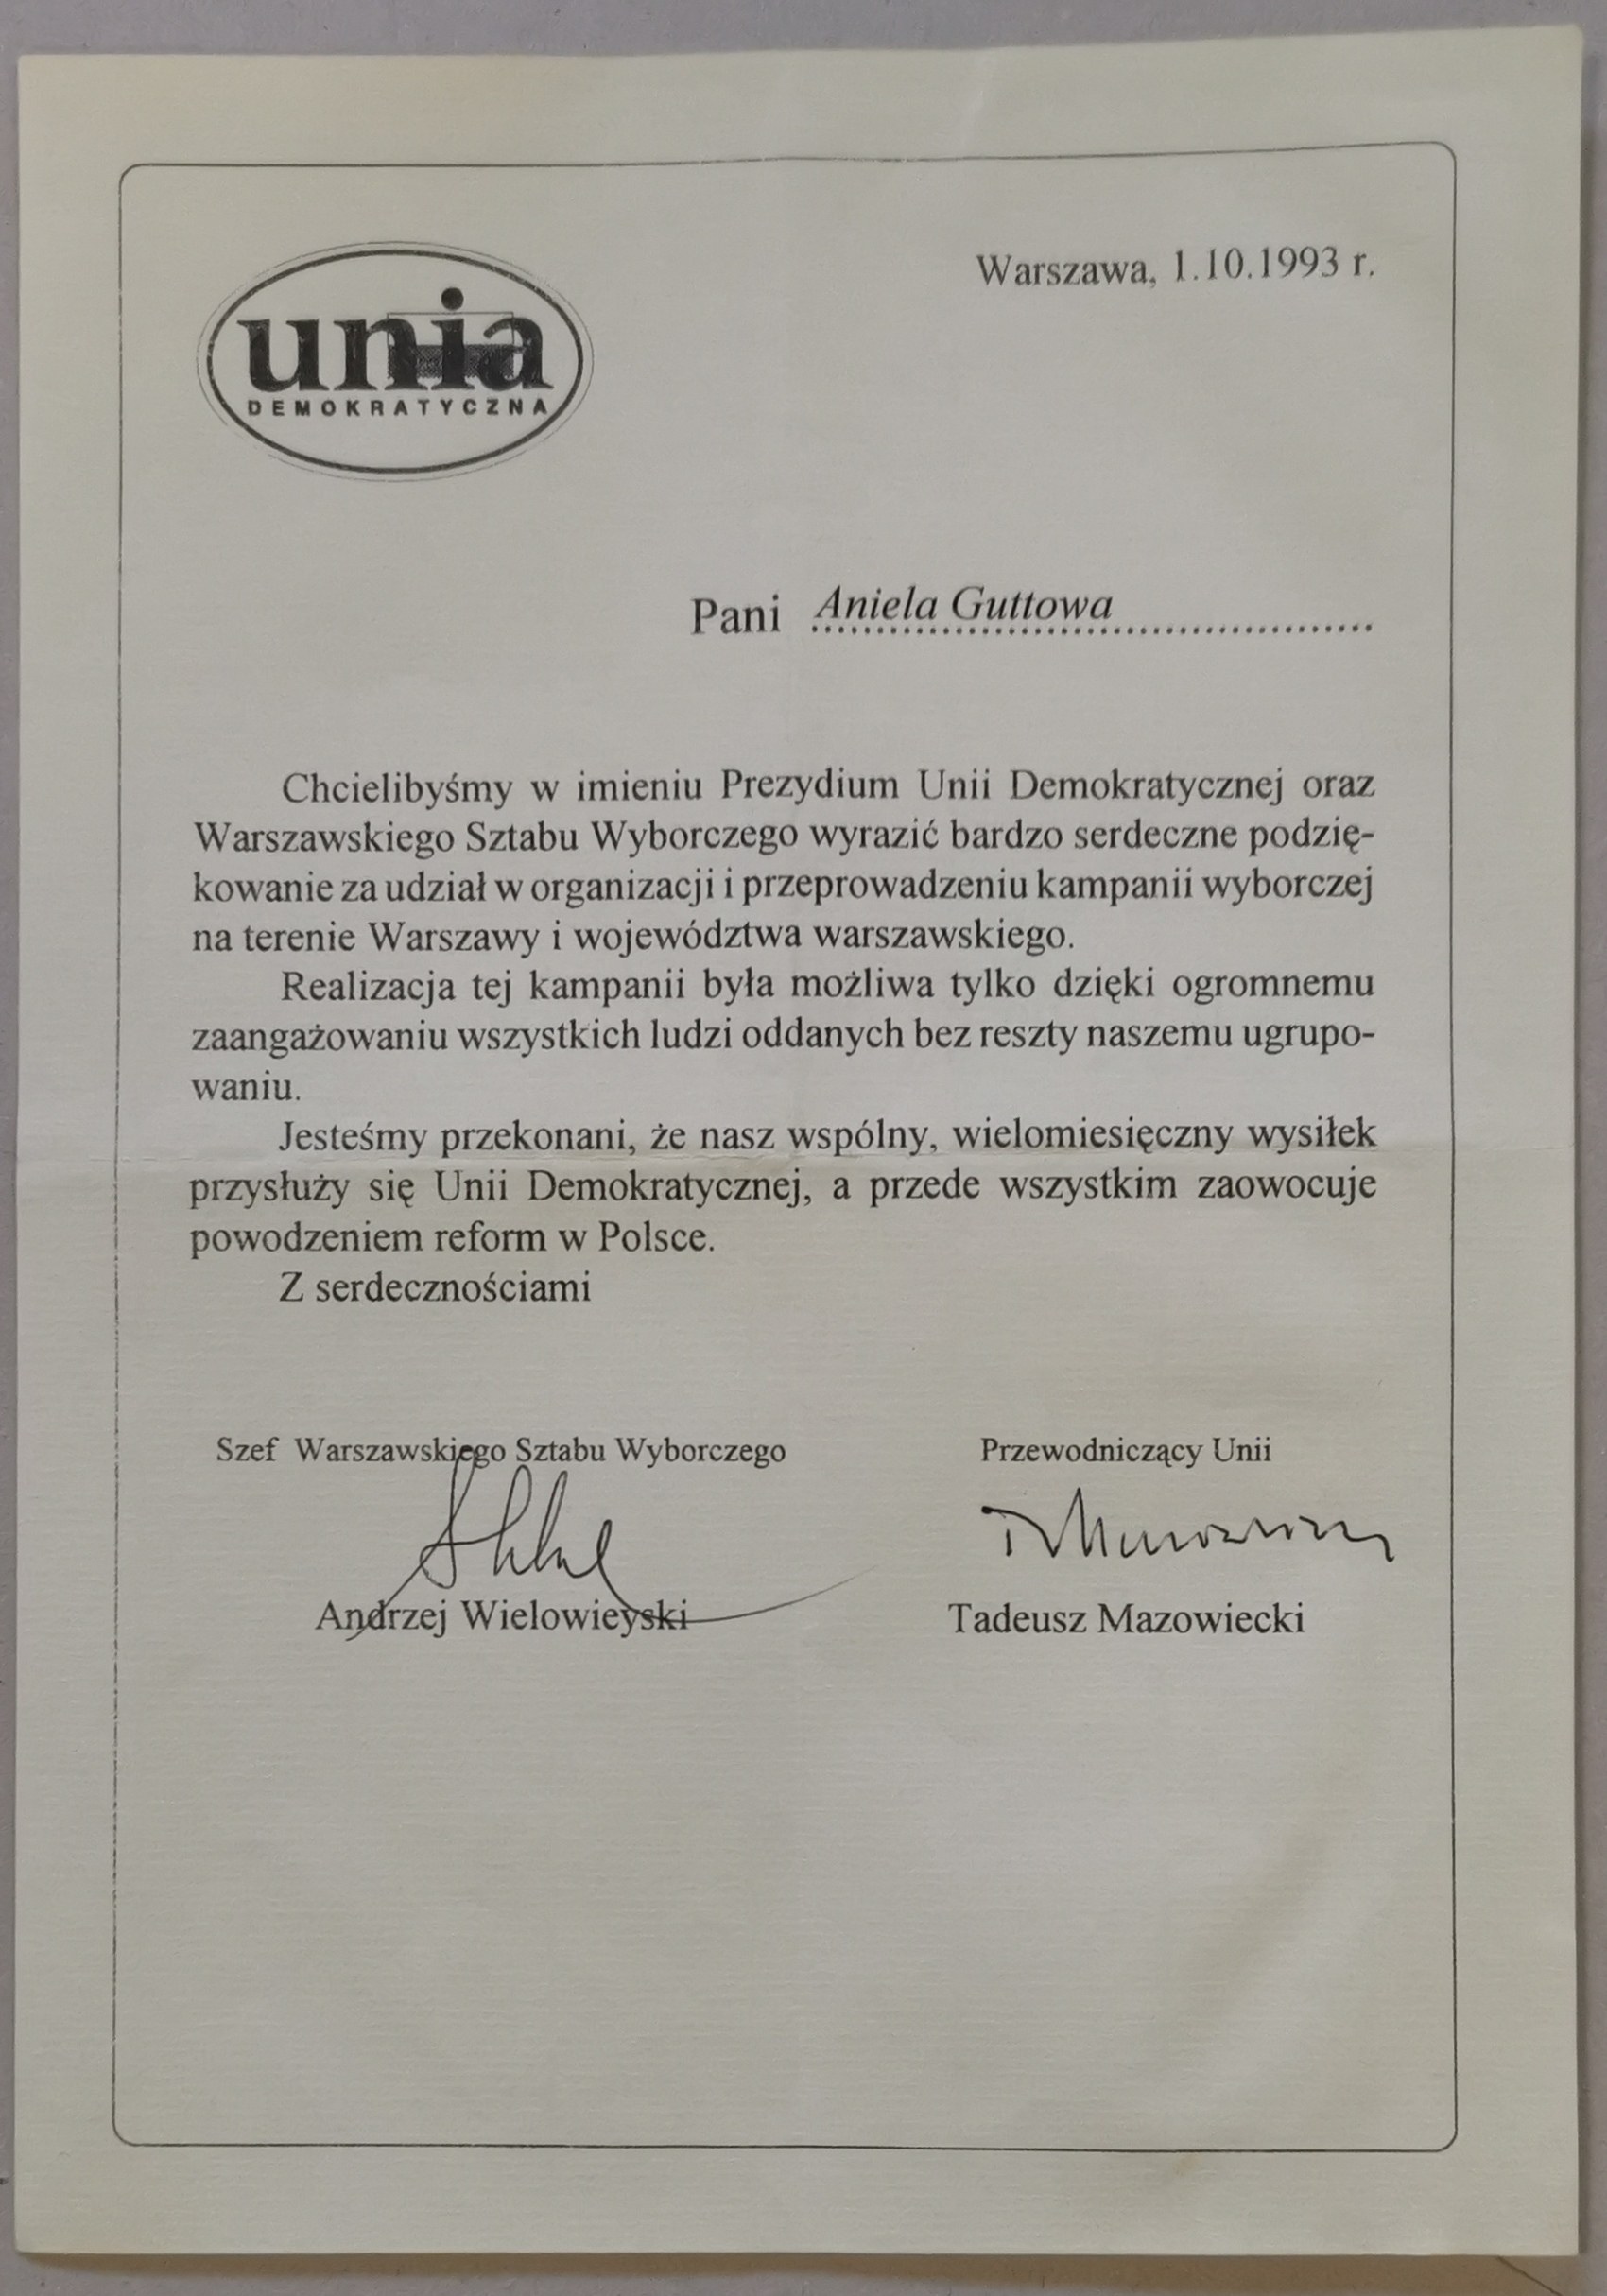 Warszawa, 1.10.1993 r.
unia
DEMOKRATYCZNA
Pani Aniela Guttowa
Chcielibyśmy w imieniu Prezydium Unii Demokratycznej oraz
Warszawskiego Sztabu Wyborczego wyrazić bardzo serdeczne podzię-
kowanie za udział w organizacji i przeprowadzeniu kampanii wyborczej
na terenie Warszawy i województwa warszawskiego.
Realizacja tej kampanii była możliwa tylko dzięki ogromnemu
zaangażowaniu wszystkich ludzi oddanych bez reszty naszemu ugrupo-
waniu.
Jesteśmy przekonani, że nasz wspólny, wielomiesięczny wysiłek
przysłuży się Unii Demokratycznej, a przede wszystkim zaowocuje
powodzeniem reform w Polsce.
Z serdecznościami
Szef Warszawskiego Sztabu Wyborczego
Andrzej Wielowieyski
Przewodniczący Unii
Tadeusz Mazowiecki